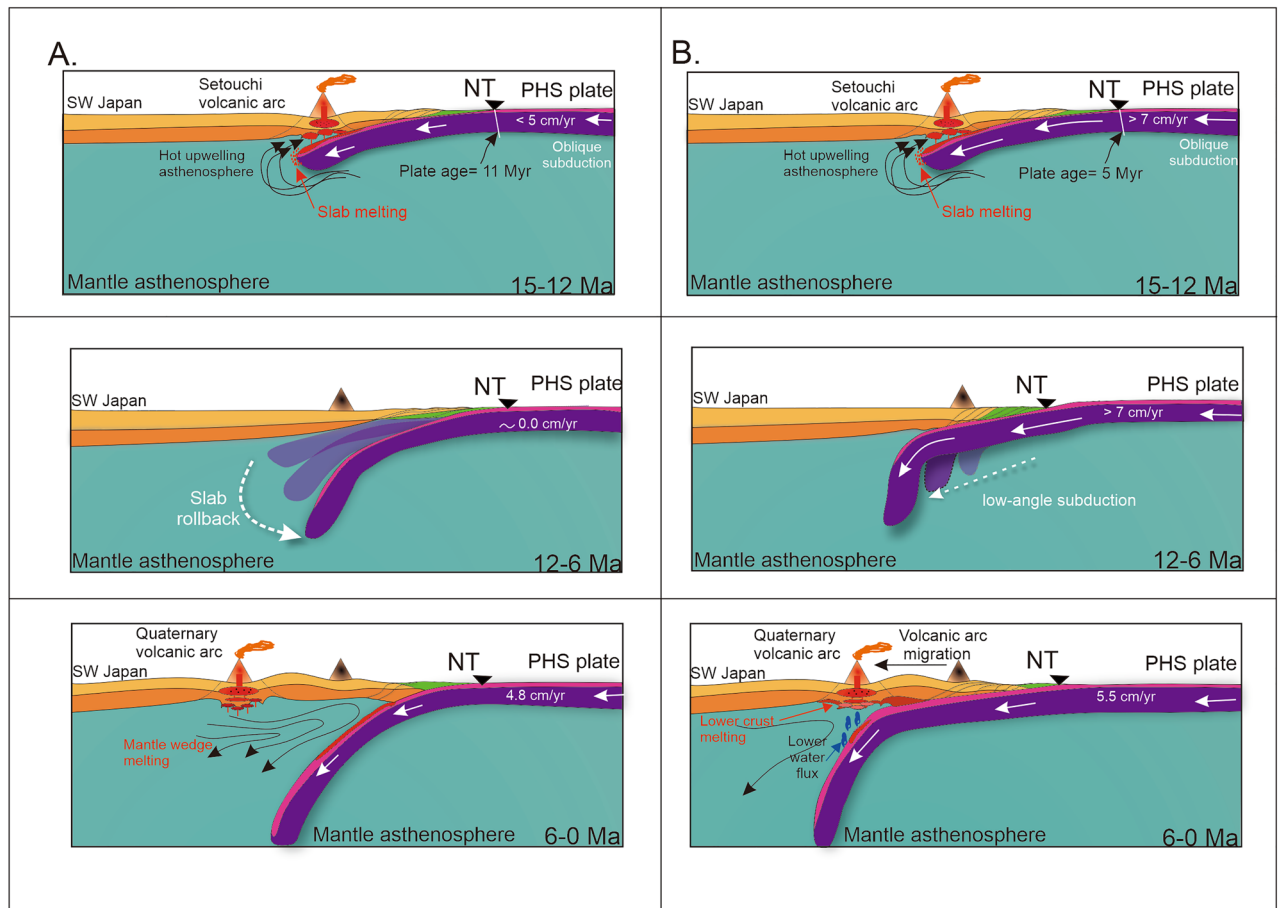 A.
Setouchi
volcanic arc
NT
PHS plate
SW Japan
< 5 cm/yr
Hot upwelling
asthenosphere
Oblique
subduction
Plate age= 11 Myr
Slab melting
Mantle asthenosphere
15-12 Ma
B.
Setouchi
volcanic arc
NT
PHS plate
SW Japan
> 7 cm/yr
Hot upwelling
asthenosphere
Oblique
subduction
Plate age= 5 Myr
Slab melting
Mantle asthenosphere
15-12 Ma
NT
PHS plate
SW Japan
~ 0.0 cm/yr
Slab
rollback
Mantle asthenosphere
12-6 Ma
NT
PHS plate
SW Japan
> 7 cm/yr
low-angle subduction
Mantle asthenosphere
12-6 Ma
Quaternary
volcanic arc
NT
PHS plate
SW Japan
4.8 cm/yr
Mantle wedge
melting
Mantle asthenosphere
6-0 Ma
Quaternary
volcanic arc
Volcanic arc
migration
NT
PHS plate
SW Japan
5.5 cm/yr
Lower crust
melting
Lower
water
flux
Mantle asthenosphere
6-0 Ma